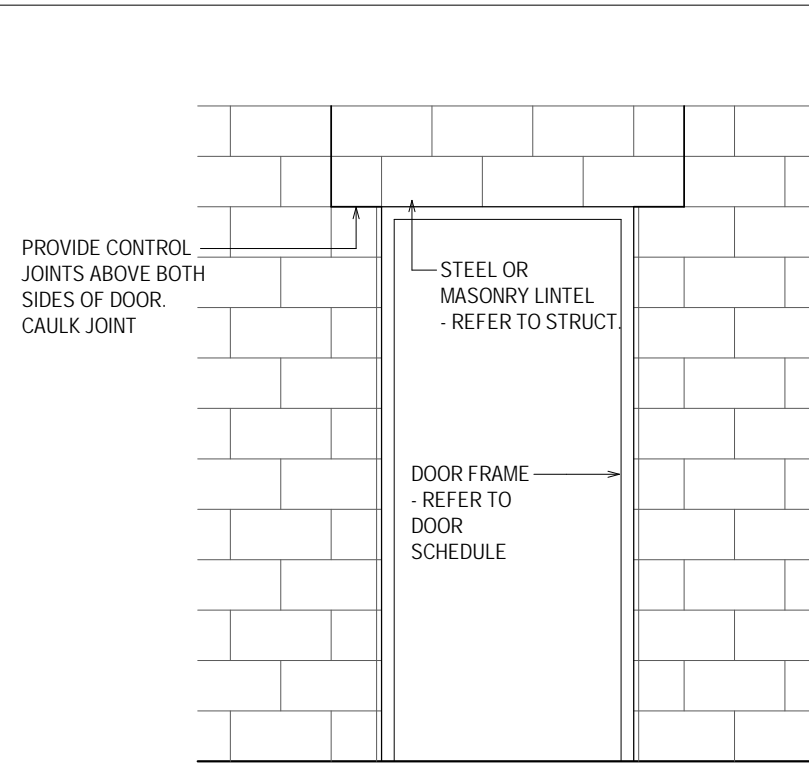 PROVIDE CONTROL
JOINTS ABOVE BOTH
SIDES OF DOOR.
CAULK JOINT
STEEL OR
MASONRY LINTEL
- REFER TO STRUCT.
DOOR FRAME
- REFER TO
DOOR
SCHEDULE